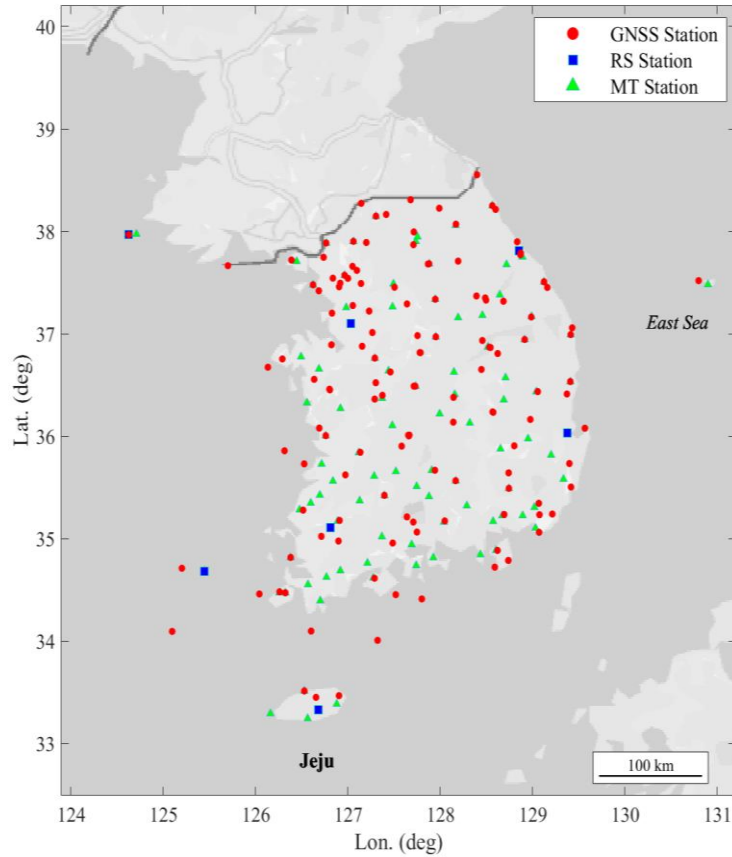 40
39
38
37
36
35
34
33
Lat. (deg)
GNSS Station
RS Station
MT Station
East Sea
Jeju
100 km
124
125
126
127
128
129
130
131
Lon. (deg)